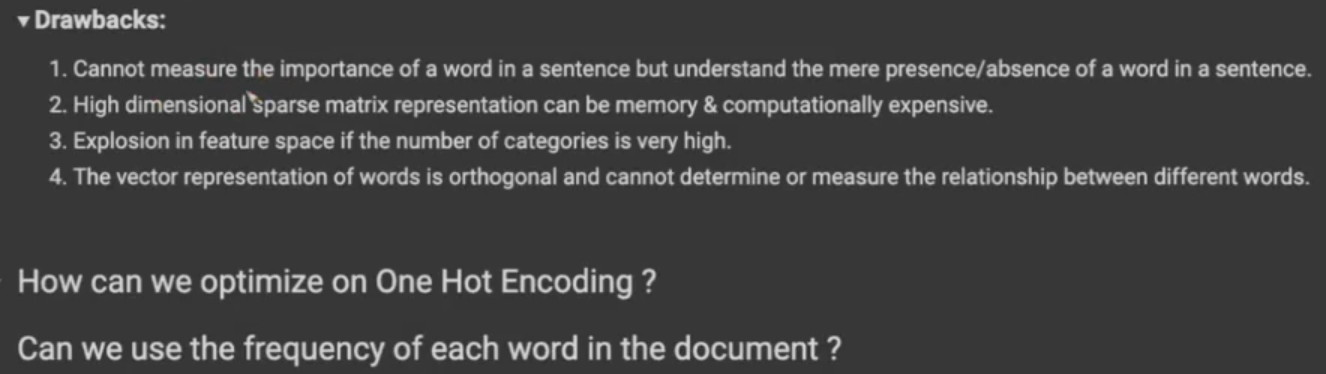 Drawbacks:
1. Cannot measure the importance of a word in a sentence but understand the mere presence/absence of a word in a sentence.
2. High dimensional sparse matrix representation can be memory & computationally expensive.
3. Explosion in feature space if the number of categories is very high.
4. The vector representation of words is orthogonal and cannot determine or measure the relationship between different words.
How can we optimize on One Hot Encoding ?
Can we use the frequency of each word in the document ?